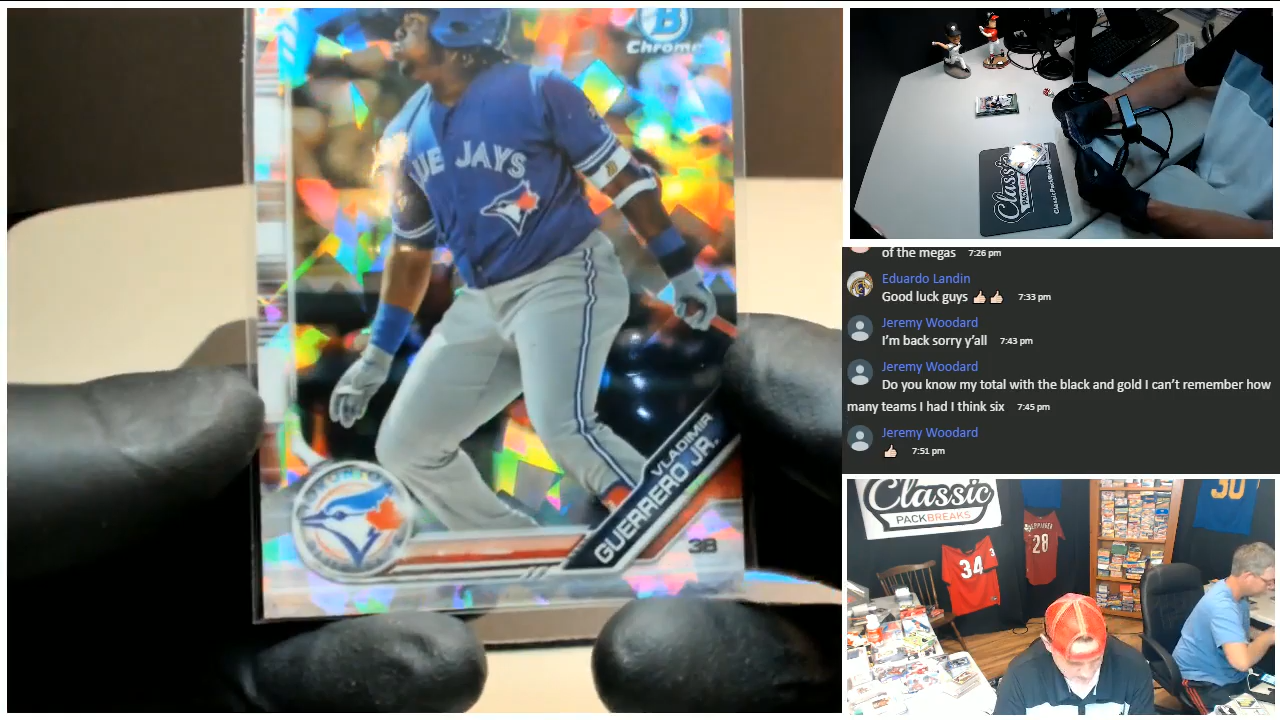 B
Chrome
BLUE JAYS
VLADIMIR
GUERRERO JR.
TORONTO
Classic
of the megas 7:26 pm
Eduardo Landin
Good luck guys 👍🏻👍🏻 7:33 pm
Jeremy Woodard
I'm back sorry y'all 7:43 pm
Jeremy Woodard
Do you know my total with the black and gold I can't remember how
many teams I had I think six 7:45 pm
Jeremy Woodard
👍🏻 7:51 pm
Classic
PACKBREAKS
34
28
30